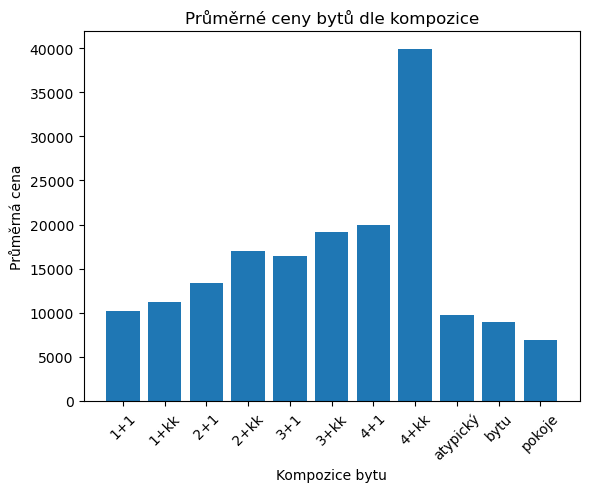 Průměrné ceny bytů dle kompozice
Průměrná cena
40000
35000
30000
25000
20000
15000
10000
5000
0
1+1
1+kk
2+1
2+kk
3+1
3+kk
4+1
4+kk
atypický
bytu
pokoje
Kompozice bytu